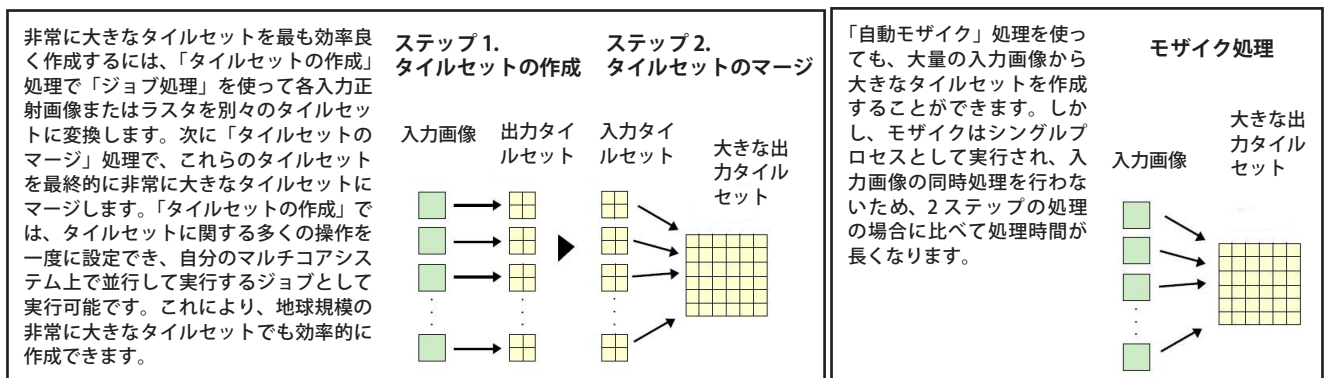 非常に大きなタイルセットを最も効率良
く作成するには、「タイルセットの作成」
処理で「ジョブ処理」を使って各入力正
射画像またはラスタを別々のタイルセッ
トに変換します。次に「タイルセットの
マージ」処理で、これらのタイルセット
を最終的に非常に大きなタイルセットに
マージします。「タイルセットの作成」で
は、タイルセットに関する多くの操作を
一度に設定でき、自分のマルチコアシス
テム上で並行して実行するジョブとして
実行可能です。これにより、地球規模の
非常に大きなタイルセットでも効率的に
作成できます。
ステップ 1.
タイルセットの作成
入力画像
出力タイ
ルセット
ステップ 2.
タイルセットのマージ
入力タイ
ルセット
大きな出
力タイル
セット
「自動モザイク」処理を使っ
ても、大量の入力画像から
大きなタイルセットを作成
することができます。しか
し、モザイクはシングルプ
ロセスとして実行され、入
力画像の同時処理を行わな
いため、2 ステップの処理
の場合に比べて処理時間が
長くなります。
モザイク処理
入力画像
大きな出
力タイル
セット